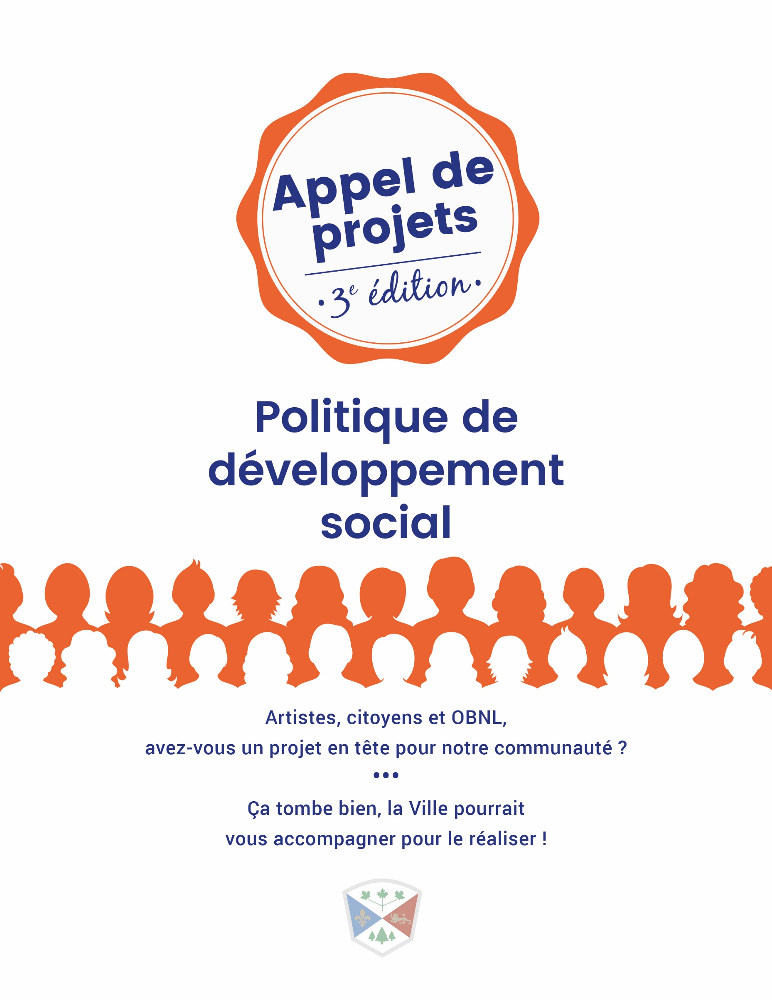 Appel de
projets
· 3e édition ·
Politique de
développement
social
Artistes, citoyens et OBNL,
avez-vous un projet en tête pour notre communauté ?
•••
Ça tombe bien, la Ville pourrait
vous accompagner pour le réaliser !